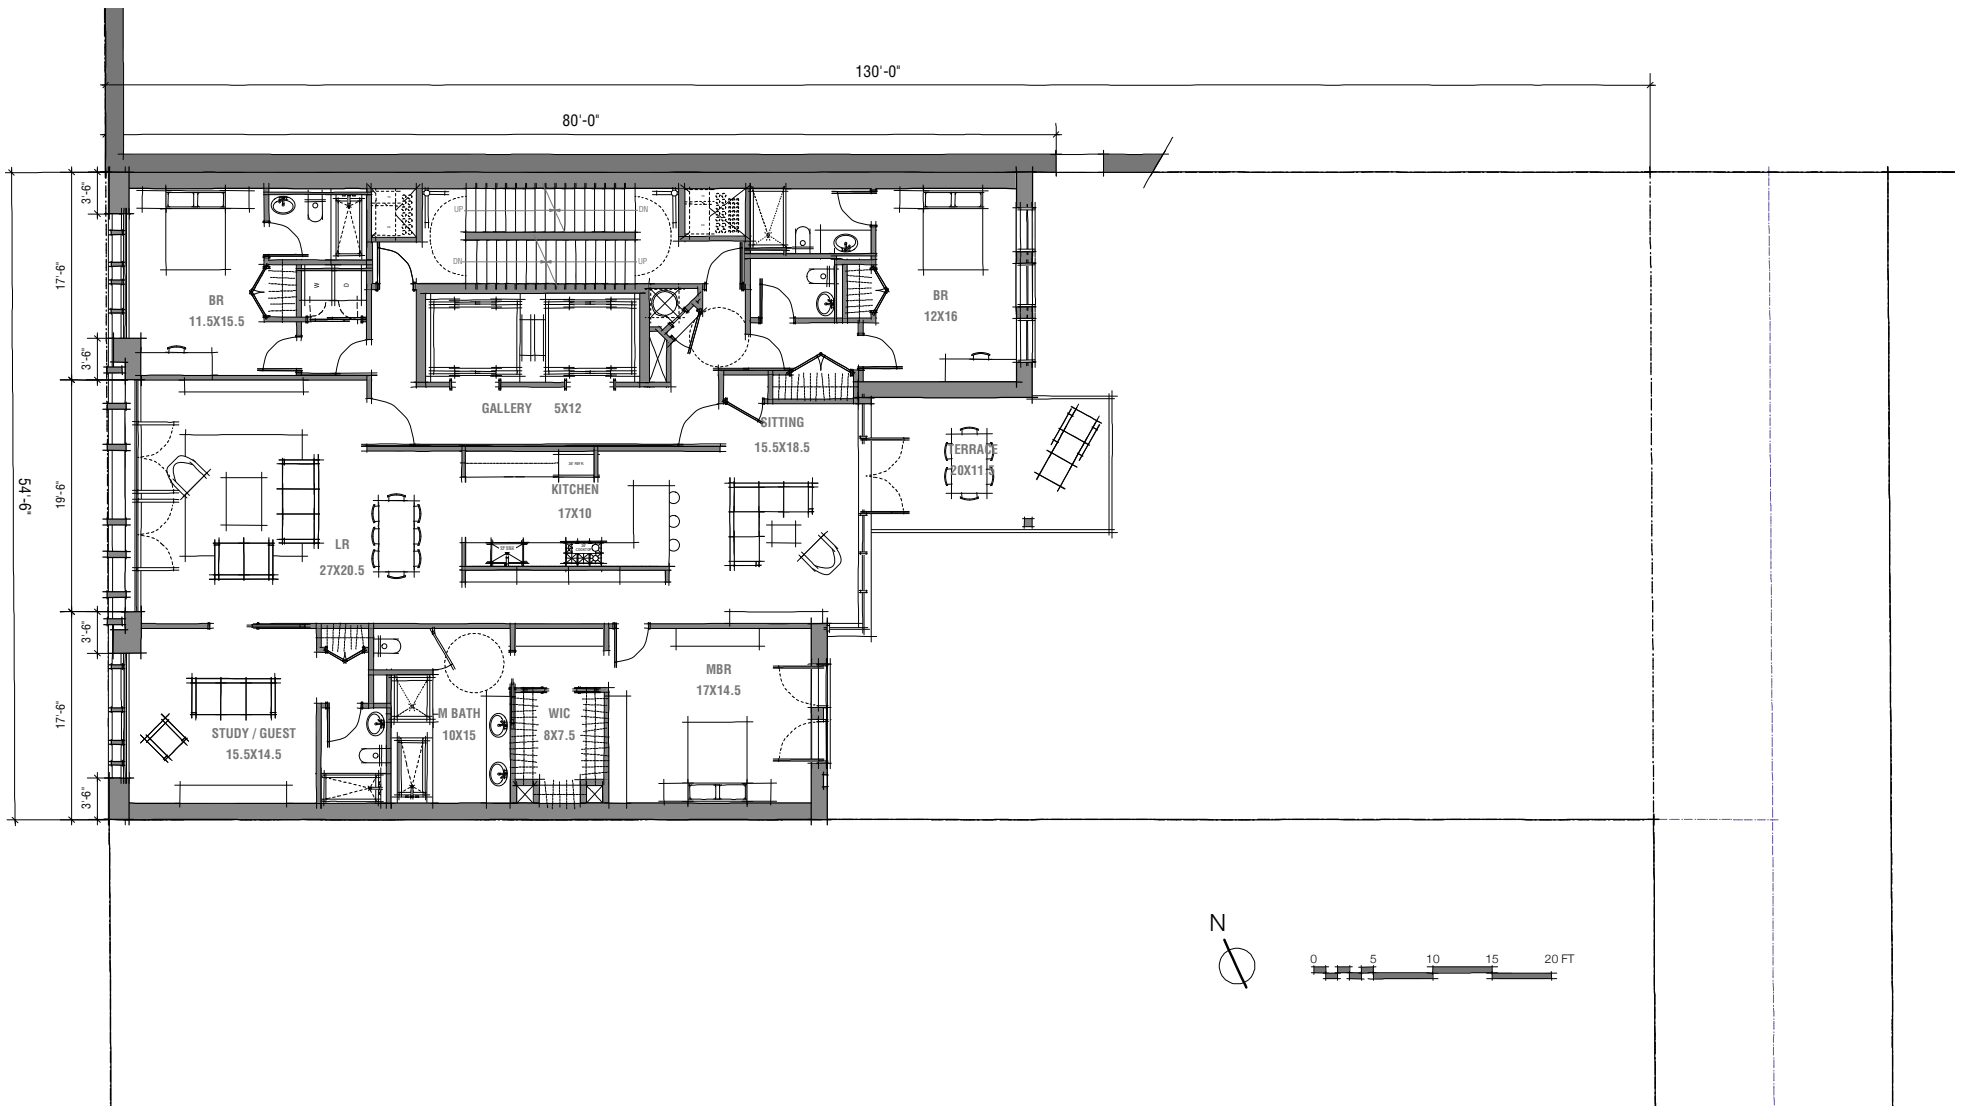 130'-0"
80'-0"
3'-6"
17'-6"
3'-6"
19'-6"
54'-6"
3'-6"
17'-6"
3'-6"
UP
DN
DN
UP
W
D
BR
11.5X15.5
BR
12X16
GALLERY 5X12
SITTING
15.5X18.5
TERRACE
20X11.5
KITCHEN
17X10
LR
27X20.5
MBR
17X14.5
M BATH
10X15
WIC
8X7.5
STUDY / GUEST
15.5X14.5
N
0 5 10 15 20 FT